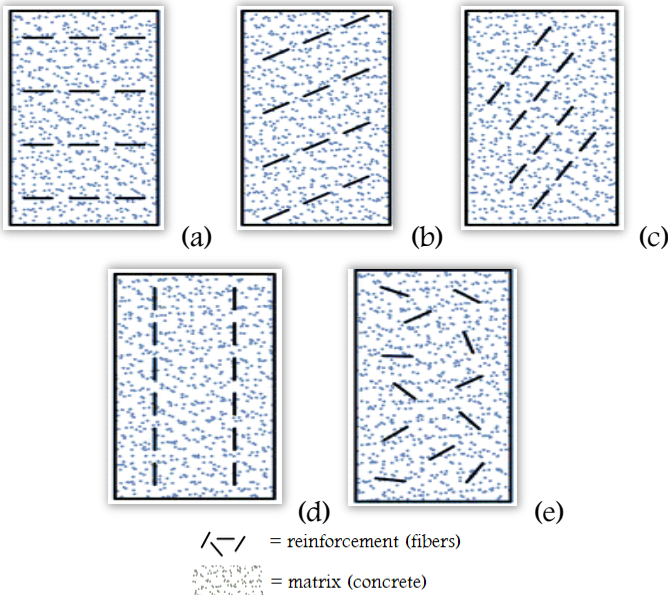 (a)
(b)
(c)
(d)
(e)
= reinforcement (fibers)
= matrix (concrete)